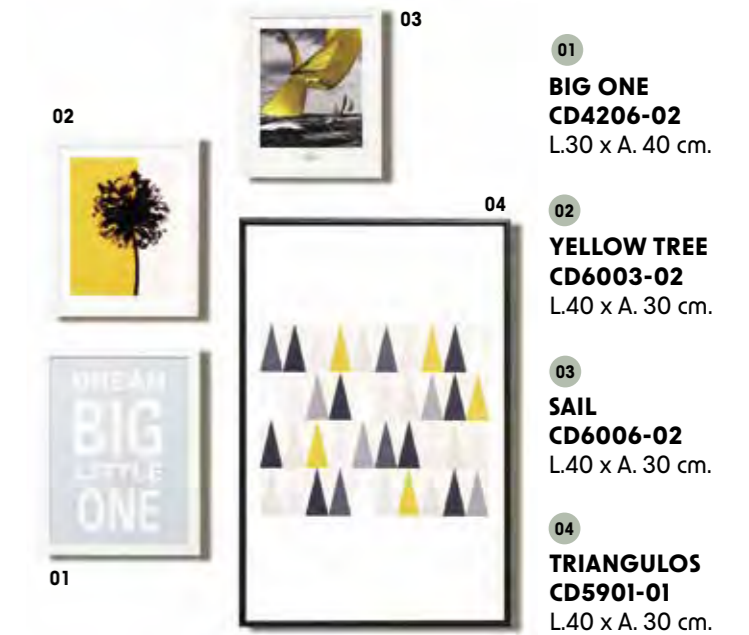 03
02
04
DREAM
BIG
LITTLE
ONE
01
01
BIG ONE
CD4206-02
L.30 x A. 40 cm.
02
YELLOW TREE
CD6003-02
L.40 x A. 30 cm.
03
SAIL
CD6006-02
L.40 x A. 30 cm.
04
TRIANGULOS
CD5901-01
L.40 x A. 30 cm.